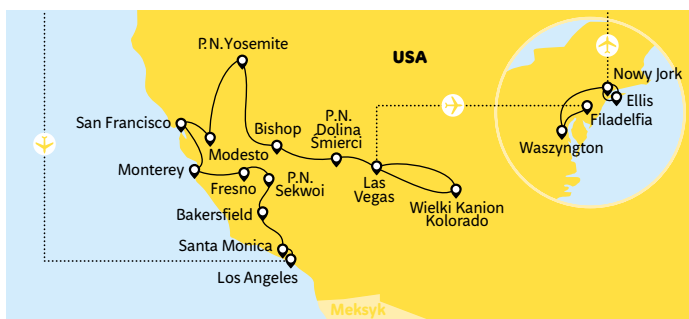 P.N.Yosemite
USA
Nowy Jork
Ellis
Filadelfia
Waszyngton
San Francisco
Modesto
Bishop
P.N.
Dolina
Śmierci
Monterey
Fresno
P.N.
Sekwoi
Las
Vegas
Wielki Kanion
Kolorado
Bakersfield
Santa Monica
Los Angeles
Meksyk